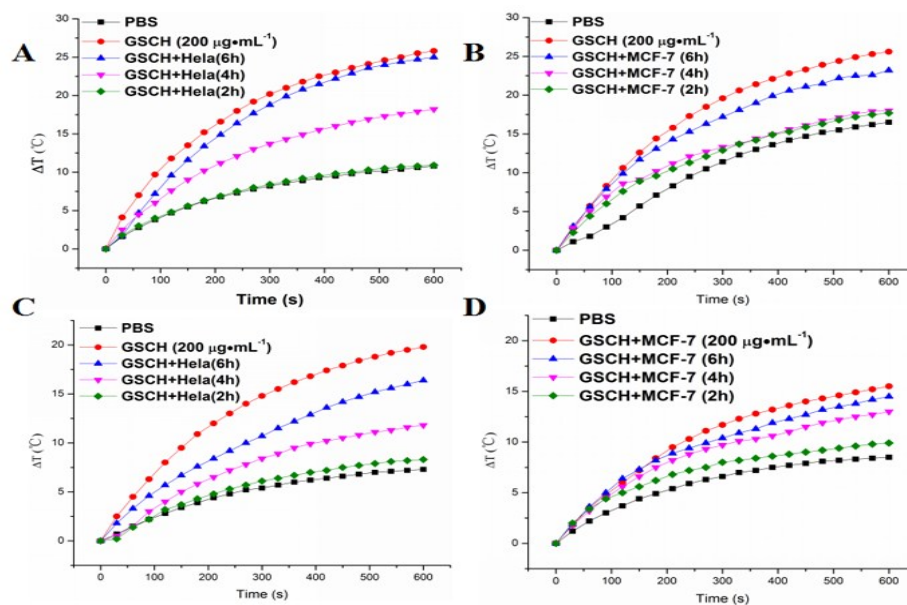 A
30
25
20
15
10
5
0
ΔT (℃)
PBS
GSCH (200 μg•mL⁻¹)
GSCH+Hela(6h)
GSCH+Hela(4h)
GSCH+Hela(2h)
0 100 200 300 400 500 600
Time (s)
B
30
25
20
15
10
5
0
ΔT (℃)
PBS
GSCH (200 μg•mL⁻¹)
GSCH+MCF-7 (6h)
GSCH+MCF-7 (4h)
GSCH+MCF-7 (2h)
0 100 200 300 400 500 600
Time (s)
C
20
15
10
5
0
ΔT (℃)
PBS
GSCH (200 μg•mL⁻¹)
GSCH+Hela(6h)
GSCH+Hela(4h)
GSCH+Hela(2h)
0 100 200 300 400 500 600
Time (s)
D
20
15
10
5
0
ΔT (℃)
PBS
GSCH+MCF-7 (200 μg•mL⁻¹)
GSCH+MCF-7 (6h)
GSCH+MCF-7 (4h)
GSCH+MCF-7 (2h)
0 100 200 300 400 500 600
Time (s)